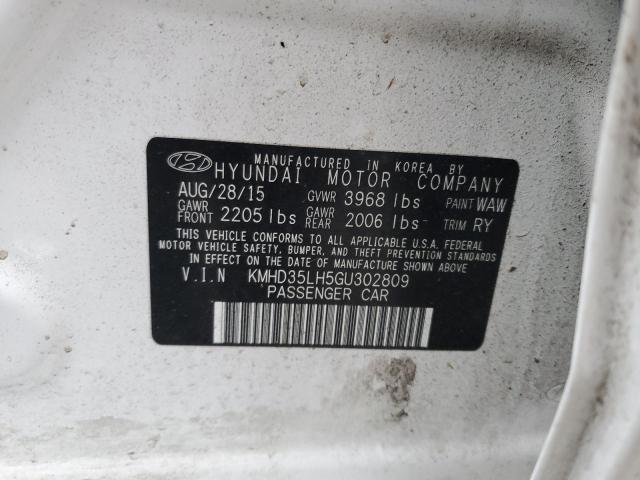 MANUFACTURED IN KOREA BY
HYUNDAI MOTOR COMPANY
AUG/28/15 GVWR 3968 lbs PAINT WAW
GAWR FRONT 2205 lbs GAWR REAR 2006 lbs TRIM RY
THIS VEHICLE CONFORMS TO ALL APPLICABLE U.S.A. FEDERAL
MOTOR VEHICLE SAFETY, BUMPER, AND THEFT PREVENTION STANDARDS
IN EFFECT ON THE DATE OF MANUFACTURE SHOWN ABOVE
V.I.N KMHD35LH5GU302809
PASSENGER CAR